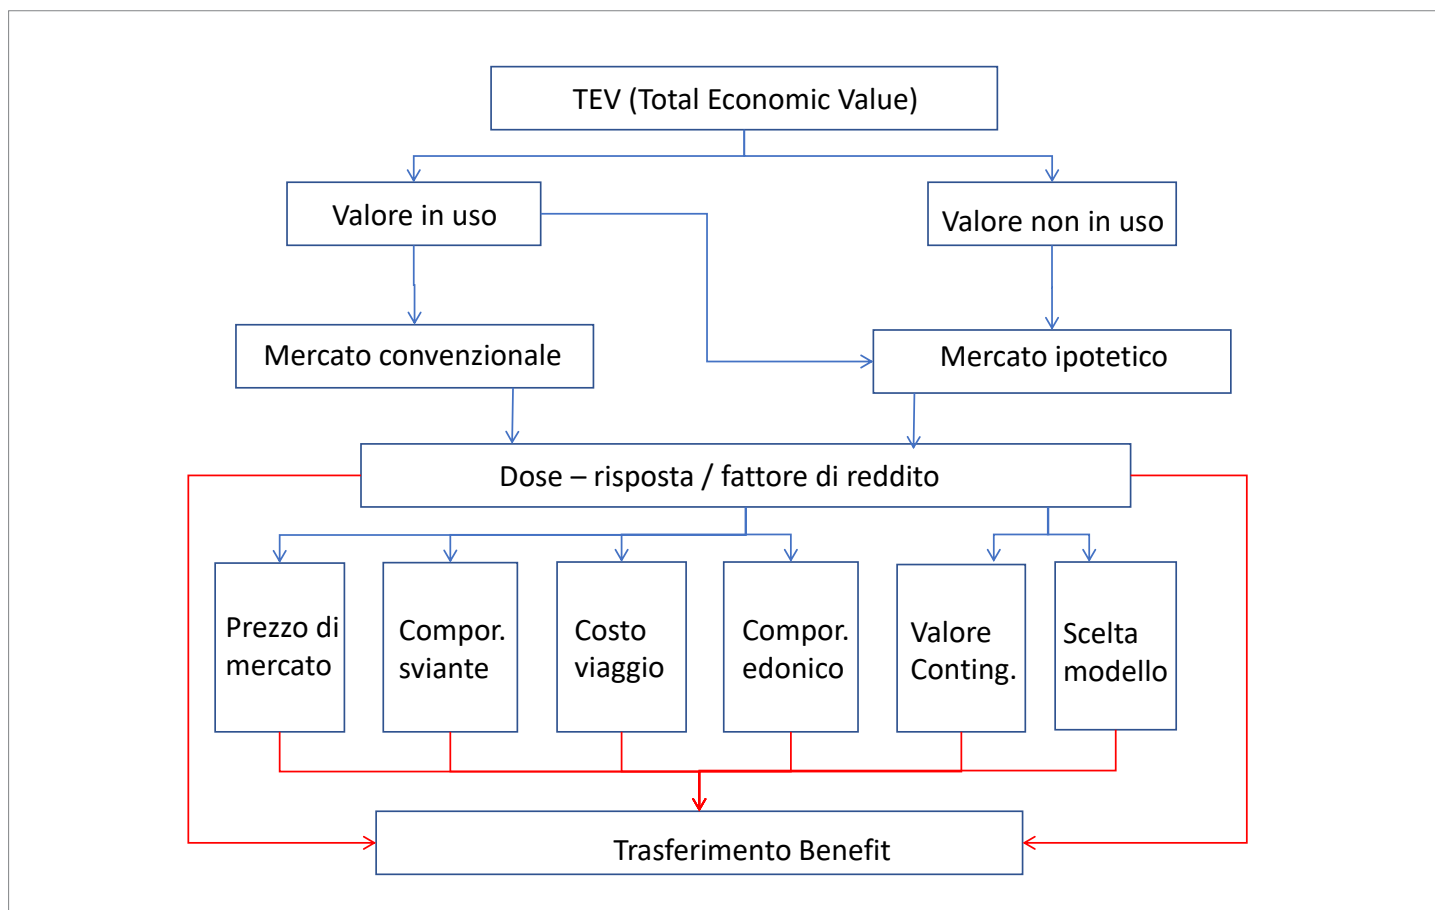 TEV (Total Economic Value)
Valore in uso
Valore non in uso
Mercato convenzionale
Mercato ipotetico
Dose – risposta / fattore di reddito
Prezzo di
mercato
Compor.
sviante
Costo
viaggio
Compor.
edonico
Valore
Conting.
Scelta
modello
Trasferimento Benefit